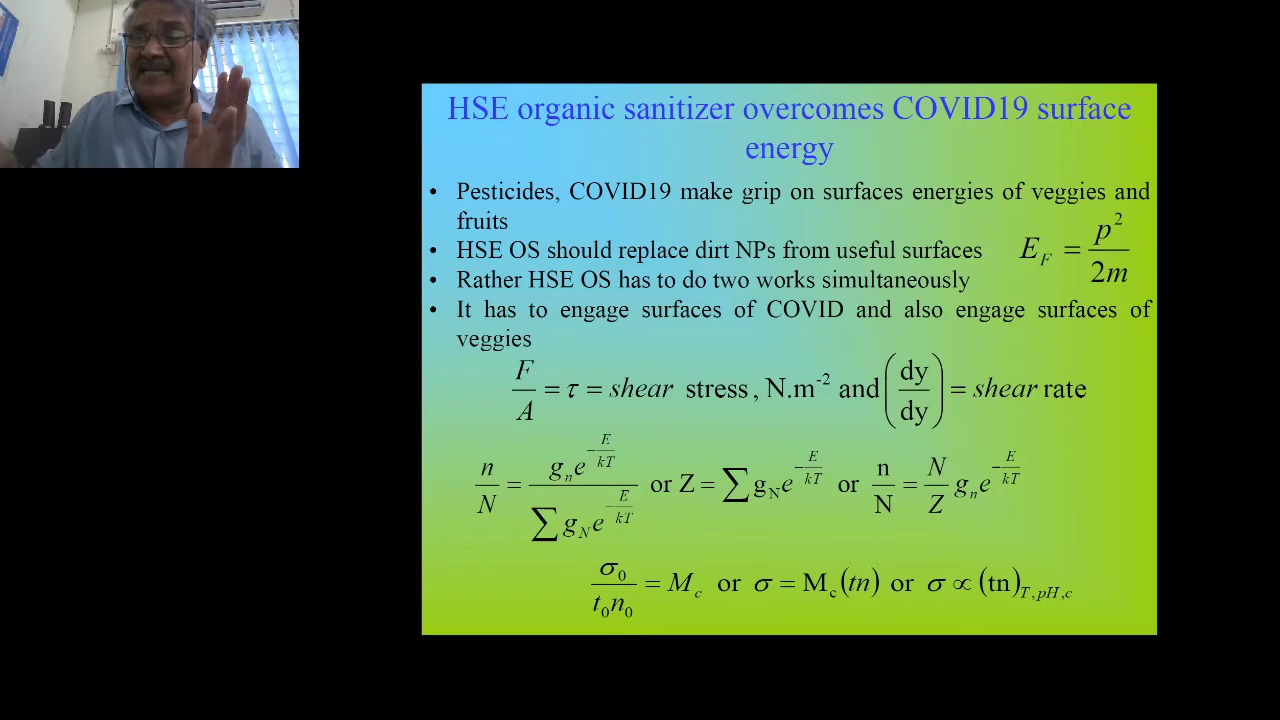 HSE organic sanitizer overcomes COVID19 surface
energy
• Pesticides, COVID19 make grip on surfaces energies of veggies and
fruits
• HSE OS should replace dirt NPs from useful surfaces
E_F = p^2 / 2m
• Rather HSE OS has to do two works simultaneously
• It has to engage surfaces of COVID and also engage surfaces of
veggies
F/A = τ = shear stress, N.m^-2 and (dy/dy) = shear rate
n/N = g_n e^(-E/kT) / ∑ g_N e^(-E/kT) or Z = ∑ g_N e^(-E/kT) or n/N = N/Z g_n e^(-E/kT)
σ_0 / t_0 n_0 = M_c or σ = M_c (tn) or σ ∝ (tn)_T,pH,c